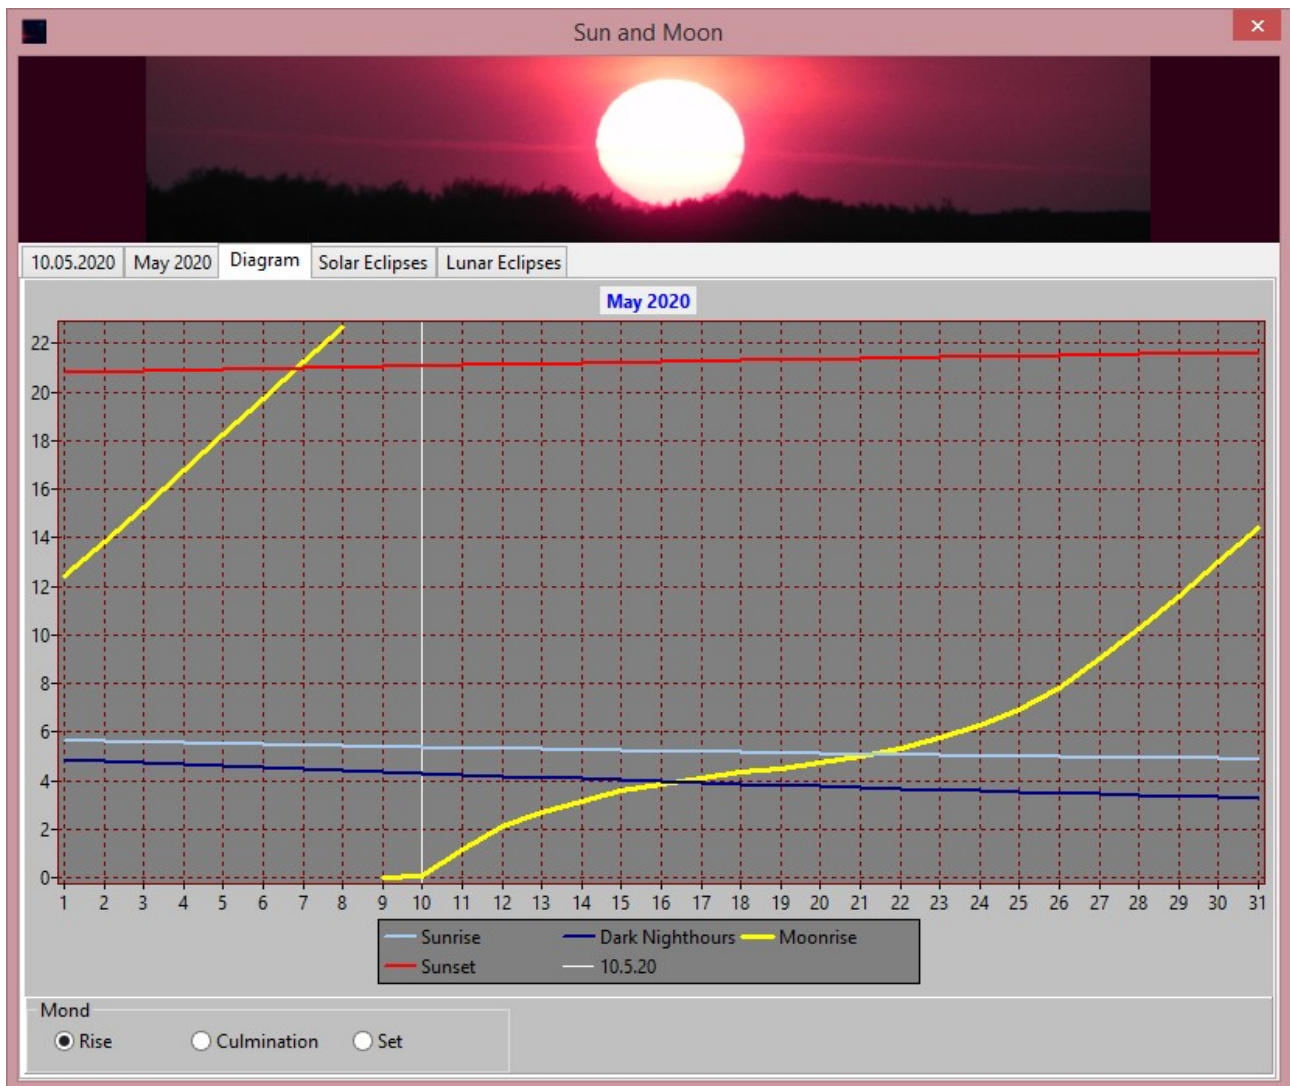 Sun and Moon
10.05.2020 May 2020 Diagram Solar Eclipses Lunar Eclipses
May 2020
22
20
18
16
14
12
10
8
6
4
2
0
1 2 3 4 5 6 7 8 9 10 11 12 13 14 15 16 17 18 19 20 21 22 23 24 25 26 27 28 29 30 31
Sunrise Dark Nighthours Moonrise
Sunset 10.5.20
Mond
Rise Culmination Set